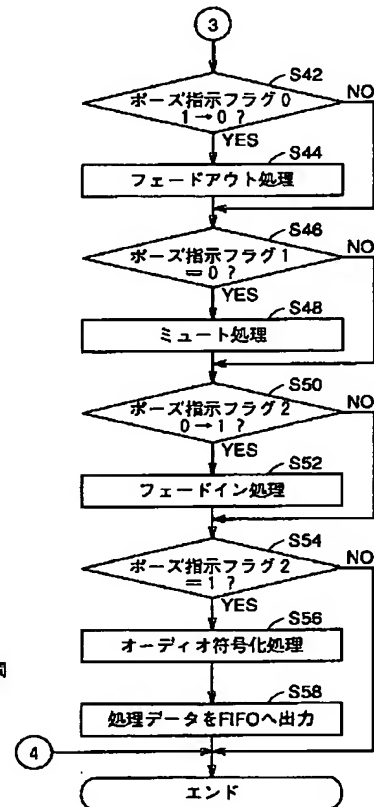 3
S42
ポーズ指示フラグ0
1→0 ?
NO
YES
S44
フェードアウト処理
S46
ポーズ指示フラグ1
=0 ?
NO
YES
S48
ミュート処理
S50
ポーズ指示フラグ2
0→1 ?
NO
YES
S52
フェードイン処理
S54
ポーズ指示フラグ2
=1 ?
NO
YES
S56
オーディオ符号化処理
S58
処理データをFIFOへ出力
4
エンド